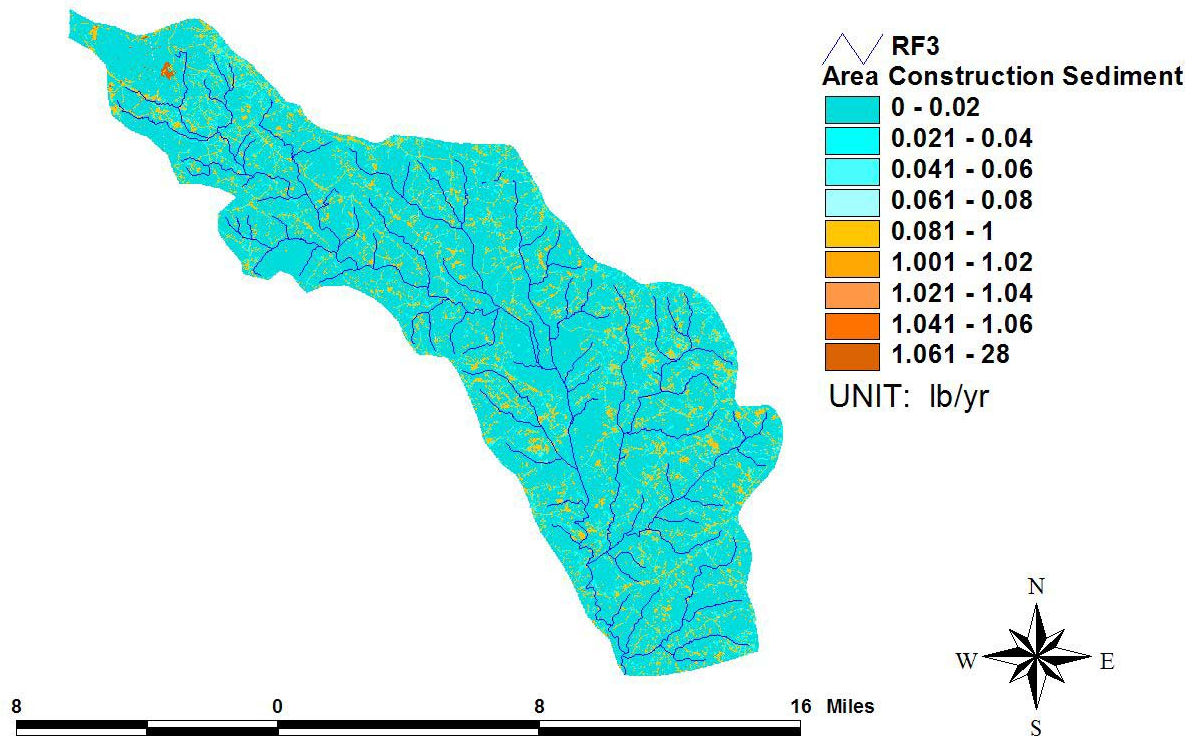 RF3
Area Construction Sediment
0 - 0.02
0.021 - 0.04
0.041 - 0.06
0.061 - 0.08
0.081 - 1
1.001 - 1.02
1.021 - 1.04
1.041 - 1.06
1.061 - 28
UNIT: lb/yr
N
W E
S
8 0 8 16 Miles